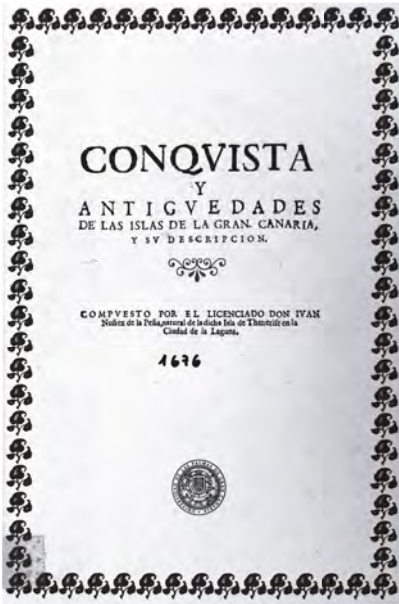 CONQVISTA
Y
ANTIGVEDADES
DE LAS ISLAS DE LA GRAN CANARIA,
Y SV DESCRIPCION.
COMPVESTO POR EL LICENCIADO DON IVAN
Nuñez de la Peña, natural de la dicha Isla de Thenerife en la
Ciudad de la Laguna.
1676